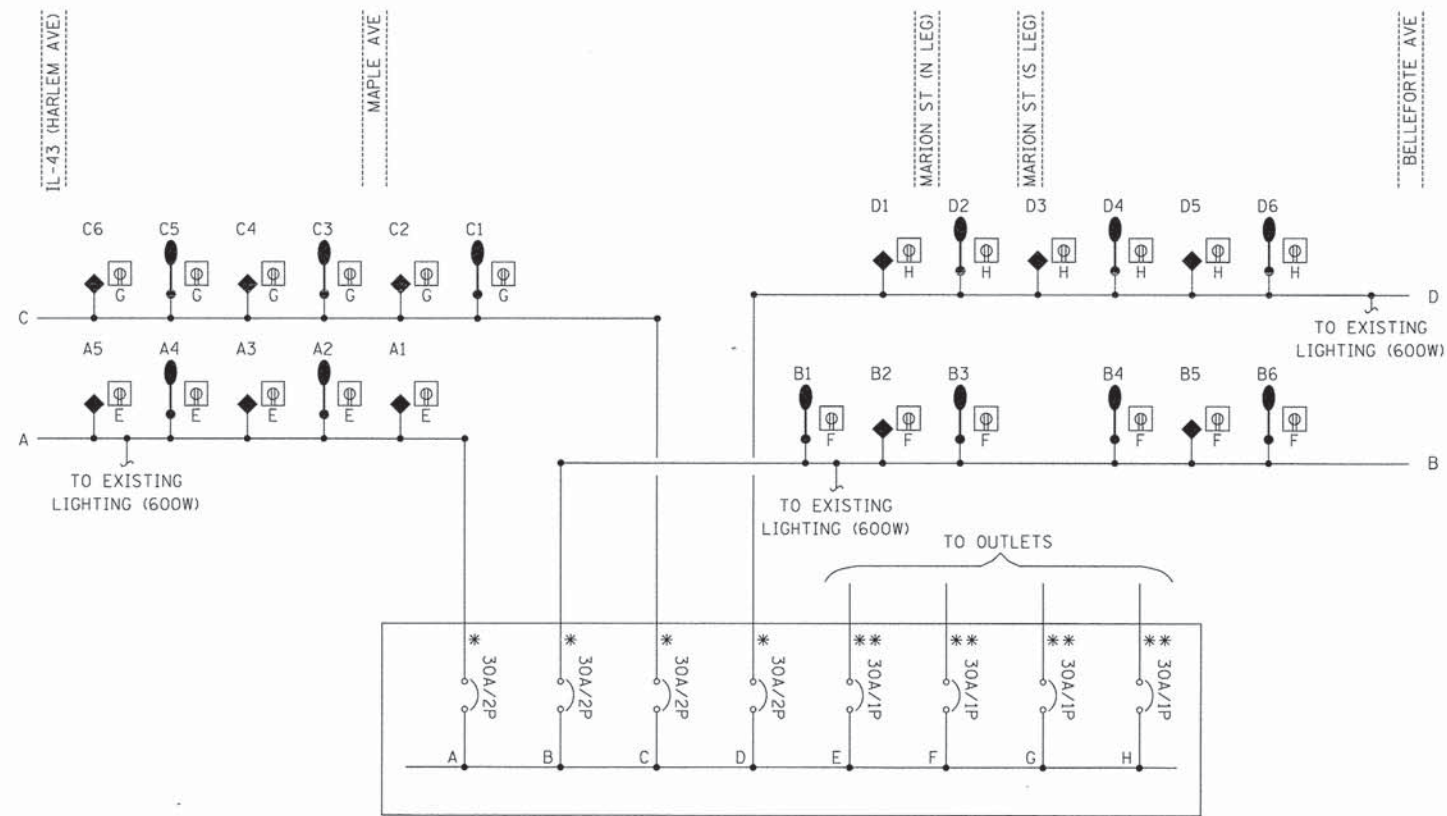 IL-43 (HARLEM AVE)
MAPLE AVE
MARION ST (N LEG)
MARION ST (S LEG)
BELLEFORTE AVE
D1 D2 D3 D4 D5 D6
H H H H H H
C6 C5 C4 C3 C2 C1
G G G G G G
D
C
TO EXISTING
LIGHTING (600W)
A5 A4 A3 A2 A1
E E E E E
B1 B2 B3 B4 B5 B6
F F F F F F
A
B
TO EXISTING
LIGHTING (600W)
TO EXISTING
LIGHTING (600W)
TO OUTLETS
* * * * ** ** ** **
30A/2P 30A/2P 30A/2P 30A/2P 30A/1P 30A/1P 30A/1P 30A/1P
A B C D E F G H